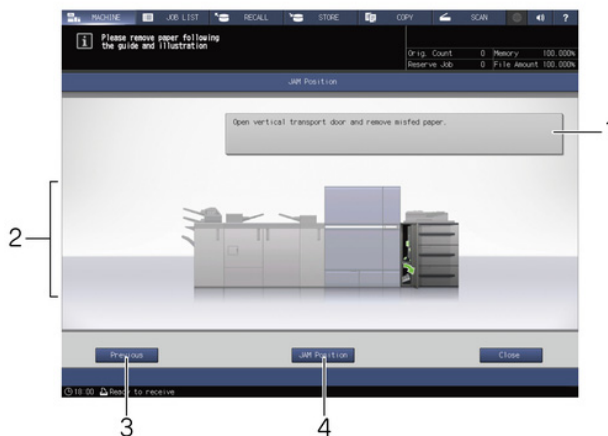 MACHINE JOB LIST RECALL STORE COPY SCAN ?
Please remove paper following
the guide and illustration
Orig. Count 0 Memory 100.000%
Reserve Job 0 File Amount 100.000%
JAM Position
Open vertical transport door and remove misfed paper.
1
2
Previous JAM Position Close
18:00 Ready to receive
3 4